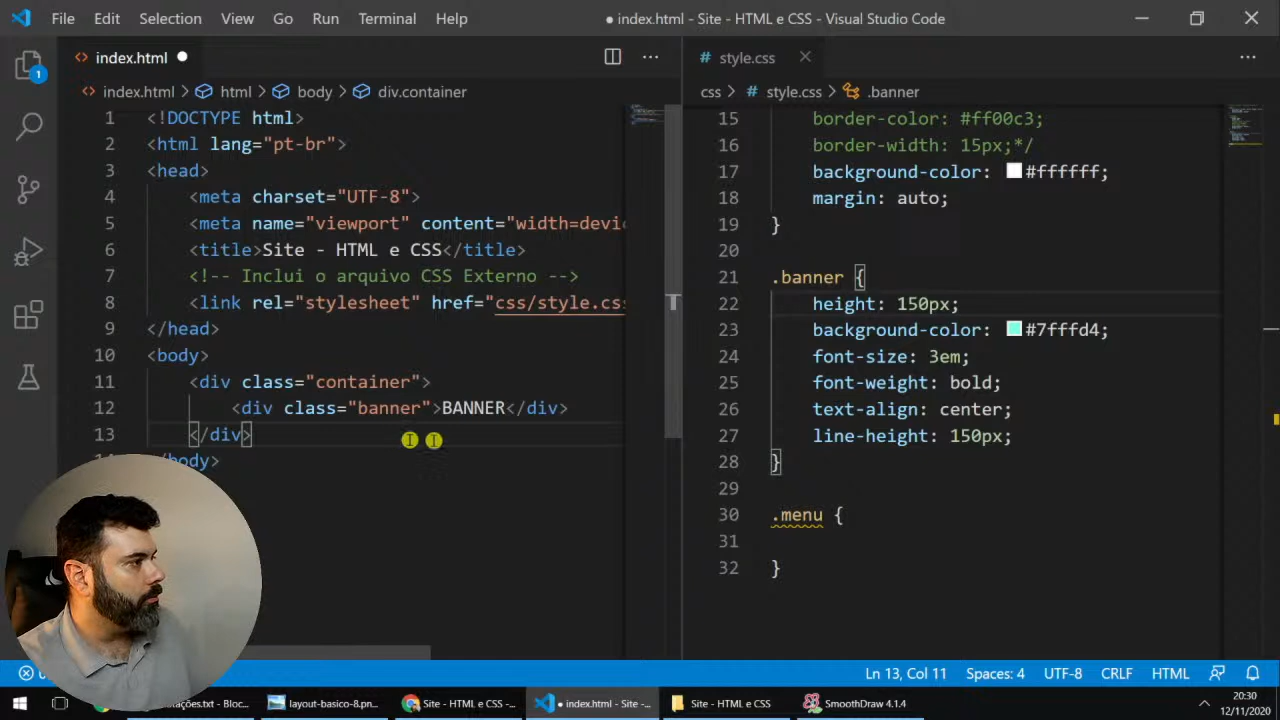 File Edit Selection View Go Run Terminal Help ● index.html - Site - HTML e CSS - Visual Studio Code
1
index.html
style.css
index.html > html > body > div.container
css > style.css > .banner
1 <!DOCTYPE html>
2 <html lang="pt-br">
3 <head>
4 <meta charset="UTF-8">
5 <meta name="viewport" content="width=devic
6 <title>Site - HTML e CSS</title>
7 <!-- Inclui o arquivo CSS Externo -->
8 <link rel="stylesheet" href="css/style.css
9 </head>
10 <body>
11 <div class="container">
12 <div class="banner">BANNER</div>
13 </div>
/body>
15 border-color: #ff00c3;
16 border-width: 15px;*/
17 background-color: #ffffff;
18 margin: auto;
19 }
20
21 .banner {
22 height: 150px;
23 background-color: #7fffd4;
24 font-size: 3em;
25 font-weight: bold;
26 text-align: center;
27 line-height: 150px;
28 }
29
30 .menu {
31
32 }
Ln 13, Col 11 Spaces: 4 UTF-8 CRLF HTML
tações.txt - Bloc... layout-basico-8.pn... Site - HTML e CSS -... ● index.html - Site -... Site - HTML e CSS SmoothDraw 4.1.4
20:30
12/11/2020